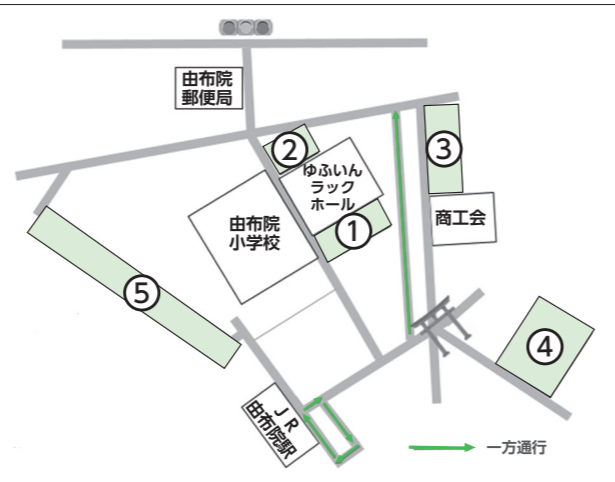 由布院
郵便局
②
ゆふいん
ラック
ホール
③
由布院
小学校
①
商工会
⑤
④
JR
由布院駅
一方通行